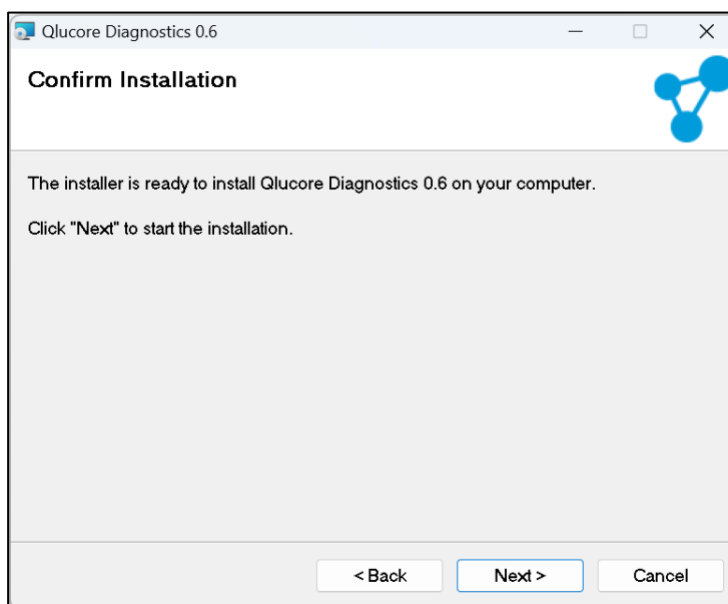 Qlucore Diagnostics 0.6
Confirm Installation
The installer is ready to install Qlucore Diagnostics 0.6 on your computer.
Click "Next" to start the installation.
< Back
Next >
Cancel